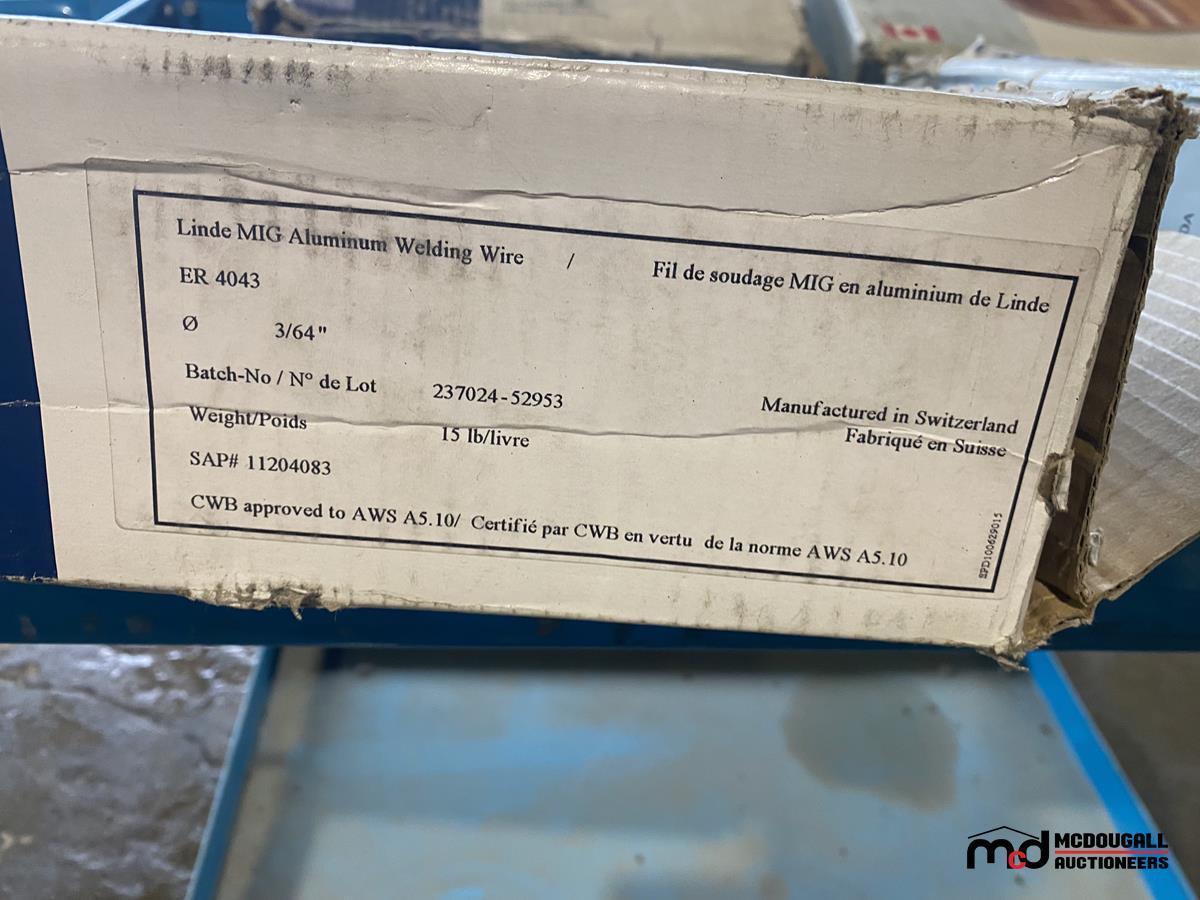 Linde MIG Aluminum Welding Wire / Fil de soudage MIG en aluminium de Linde
ER 4043
Ø 3/64"
Batch-No / N° de Lot 237024-52953
Manufactured in Switzerland
Weight/Poids 15 lb/livre
Fabriqué en Suisse
SAP# 11204083
CWB approved to AWS A5.10/ Certifié par CWB en vertu de la norme AWS A5.10
SPD100629015
mcd MCDOUGALL
AUCTIONEERS